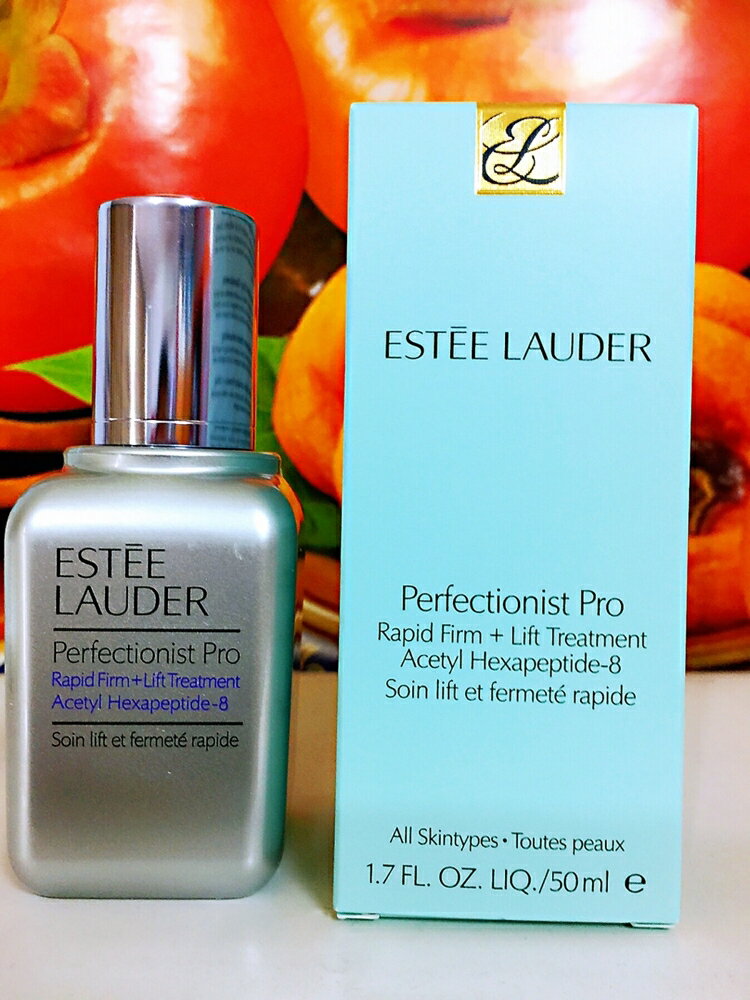 ESTĒE
LAUDER
Perfectionist Pro
Rapid Firm+Lift Treatment
Acetyl Hexapeptide-8
Soin lift et fermeté rapide
EL
ESTĒE LAUDER
Perfectionist Pro
Rapid Firm + Lift Treatment
Acetyl Hexapeptide-8
Soin lift et fermeté rapide
All Skintypes • Toutes peaux
1.7 FL. OZ. LIQ./50ml e